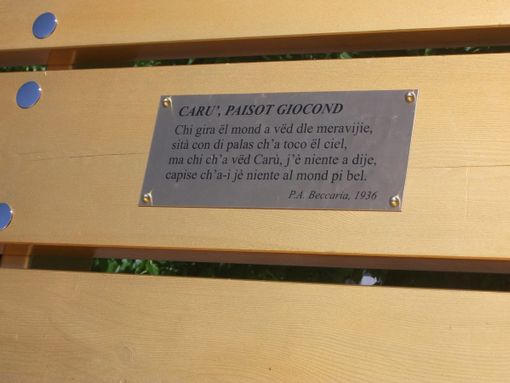 CARU', PAISOT GIOCOND
Chi gira ël mond a vëd dle meravijie,
sità con di palas ch'a toco ël ciel,
ma chi ch'a vëd Carù, j'è niente a dije,
capise ch'a-i jè niente al mond pi bel.
P.A. Beccaria, 1936